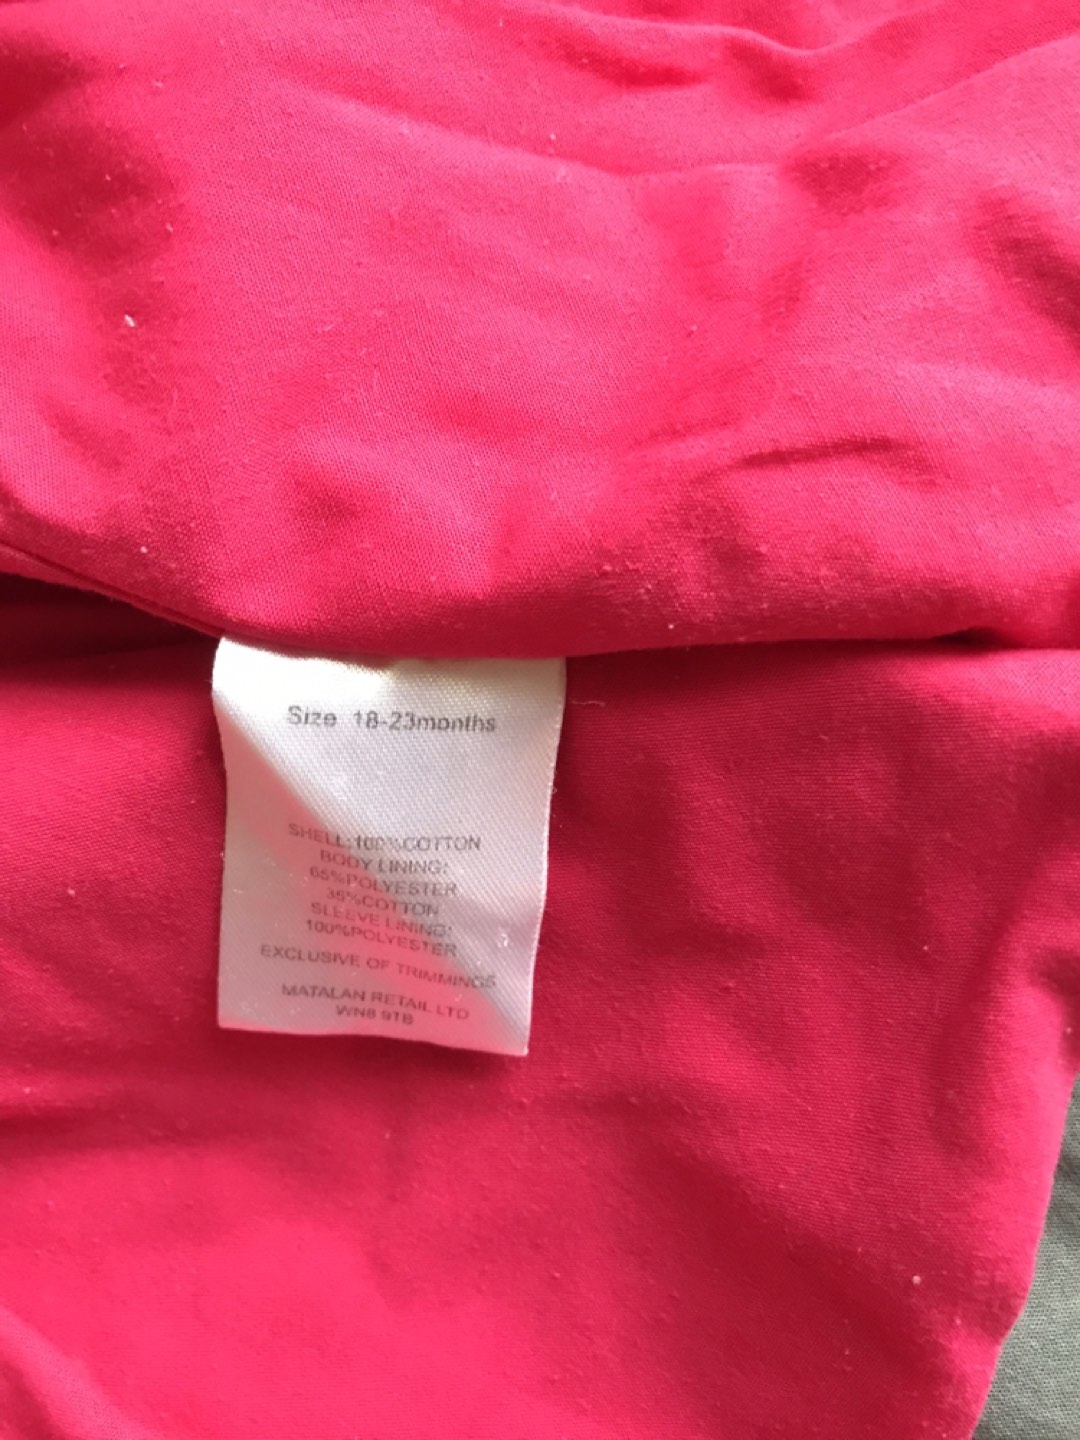 Size 18-23months
SHELL:100%COTTON
BODY LINING:
65%POLYESTER
35%COTTON
SLEEVE LINING:
100%POLYESTER
EXCLUSIVE OF TRIMMINGS
MATALAN RETAIL LTD
WN8 9TB